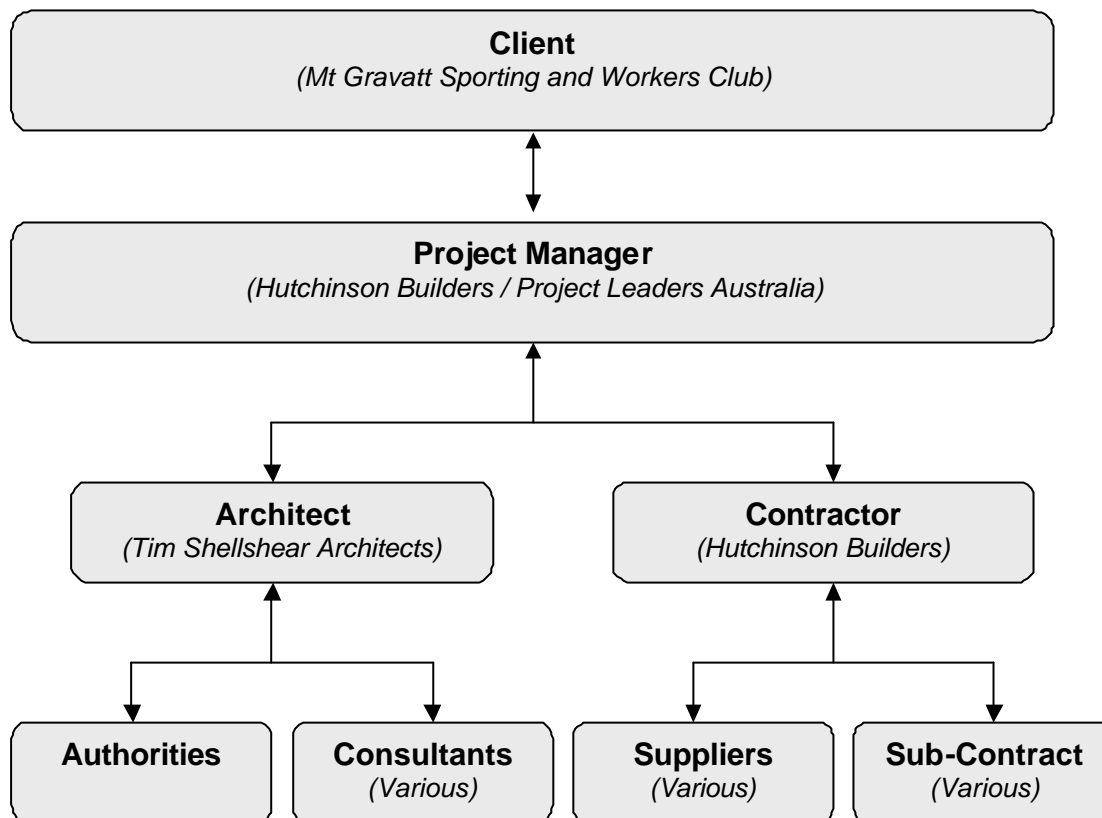 Client
(Mt Gravatt Sporting and Workers Club)
Project Manager
(Hutchinson Builders / Project Leaders Australia)
Architect
(Tim Shellshear Architects)
Contractor
(Hutchinson Builders)
Authorities
Consultants
(Various)
Suppliers
(Various)
Sub-Contract
(Various)